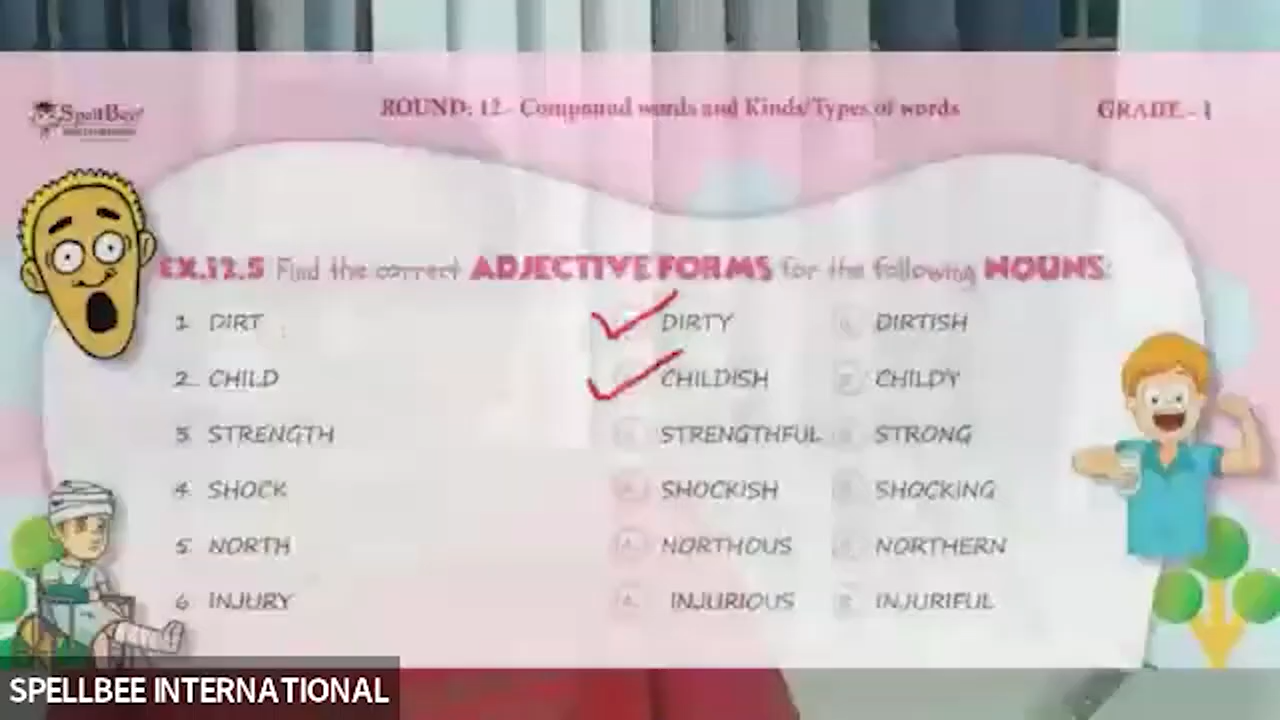 SpellBee
ROUND: 12- Compound words and Kinds/Types of words
GRADE - 1
EX.12.5 Find the correct ADJECTIVE FORMS for the following NOUNS:
1. DIRT A. DIRTY B. DIRTISH
2. CHILD A. CHILDISH B. CHILDY
3. STRENGTH A. STRENGTHFUL B. STRONG
4. SHOCK A. SHOCKISH B. SHOCKING
5. NORTH A. NORTHOUS B. NORTHERN
6. INJURY A. INJURIOUS B. INJURIFUL
SPELLBEE INTERNATIONAL